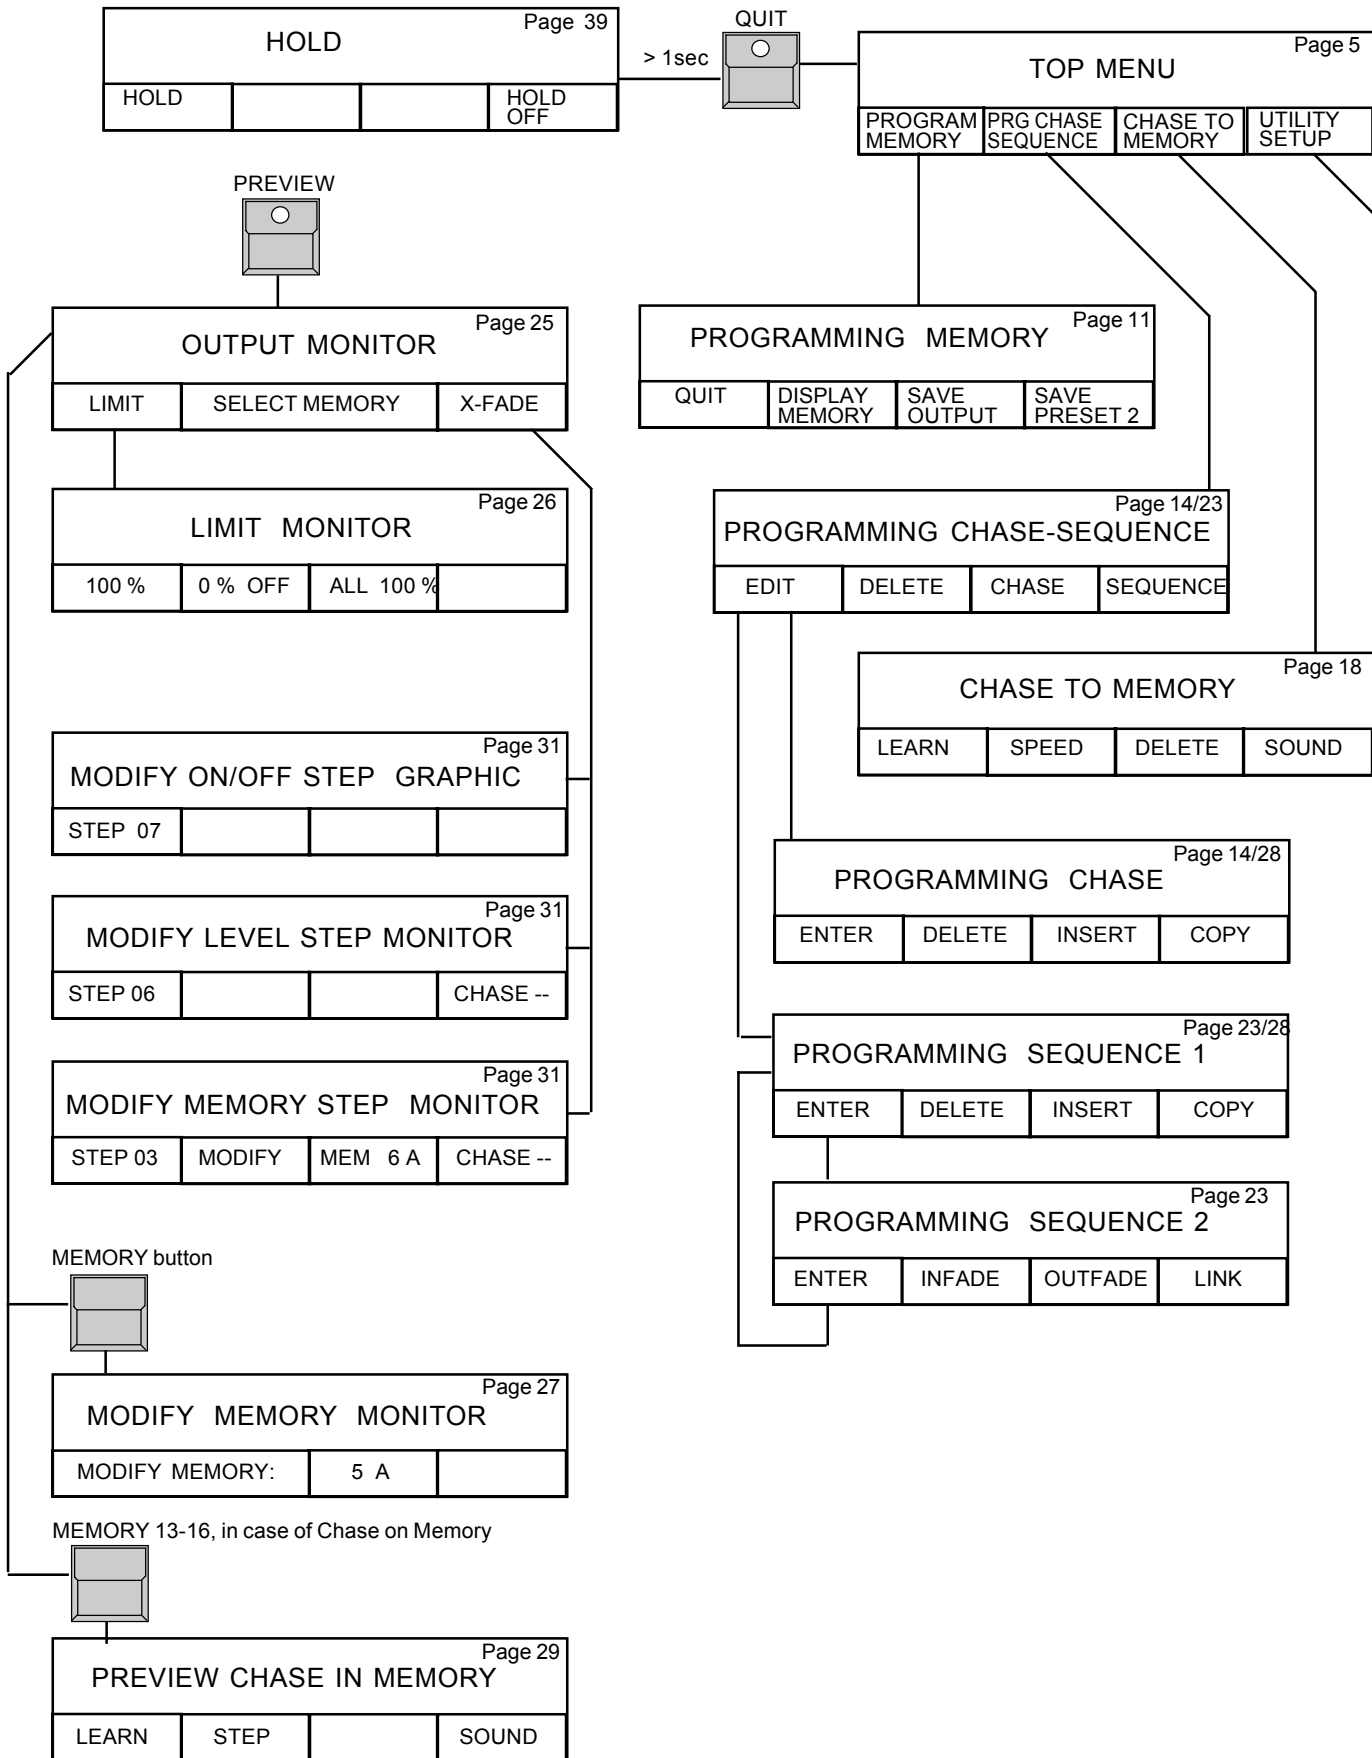 Page 39
HOLD
HOLD
HOLD
OFF
> 1sec
QUIT
Page 5
TOP MENU
PROGRAM
MEMORY
PRG CHASE
SEQUENCE
CHASE TO
MEMORY
UTILITY
SETUP
PREVIEW
Page 25
OUTPUT MONITOR
LIMIT
SELECT MEMORY
X-FADE
Page 26
LIMIT MONITOR
100 %
0 % OFF
ALL 100 %
Page 31
MODIFY ON/OFF STEP GRAPHIC
STEP 07
Page 31
MODIFY LEVEL STEP MONITOR
STEP 06
CHASE --
Page 31
MODIFY MEMORY STEP MONITOR
STEP 03
MODIFY
MEM 6 A
CHASE --
MEMORY button
Page 27
MODIFY MEMORY MONITOR
MODIFY MEMORY:
5 A
MEMORY 13-16, in case of Chase on Memory
Page 29
PREVIEW CHASE IN MEMORY
LEARN
STEP
SOUND
Page 11
PROGRAMMING MEMORY
QUIT
DISPLAY
MEMORY
SAVE
OUTPUT
SAVE
PRESET 2
Page 14/23
PROGRAMMING CHASE-SEQUENCE
EDIT
DELETE
CHASE
SEQUENCE
Page 18
CHASE TO MEMORY
LEARN
SPEED
DELETE
SOUND
Page 14/28
PROGRAMMING CHASE
ENTER
DELETE
INSERT
COPY
Page 23/28
PROGRAMMING SEQUENCE 1
ENTER
DELETE
INSERT
COPY
Page 23
PROGRAMMING SEQUENCE 2
ENTER
INFADE
OUTFADE
LINK